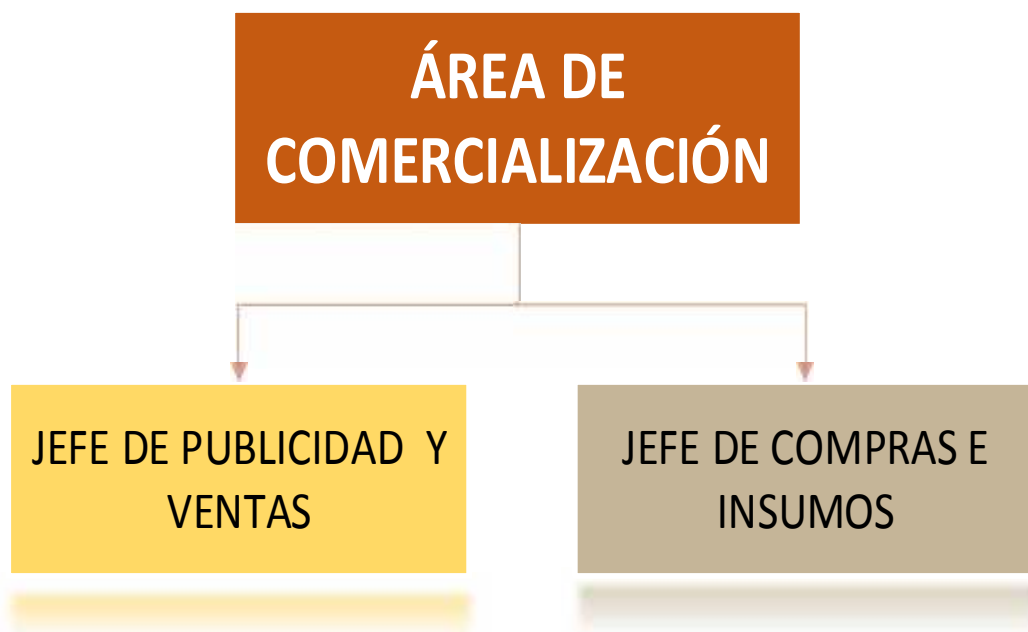 ÁREA DE
COMERCIALIZACIÓN
JEFE DE PUBLICIDAD Y
VENTAS
JEFE DE COMPRAS E
INSUMOS